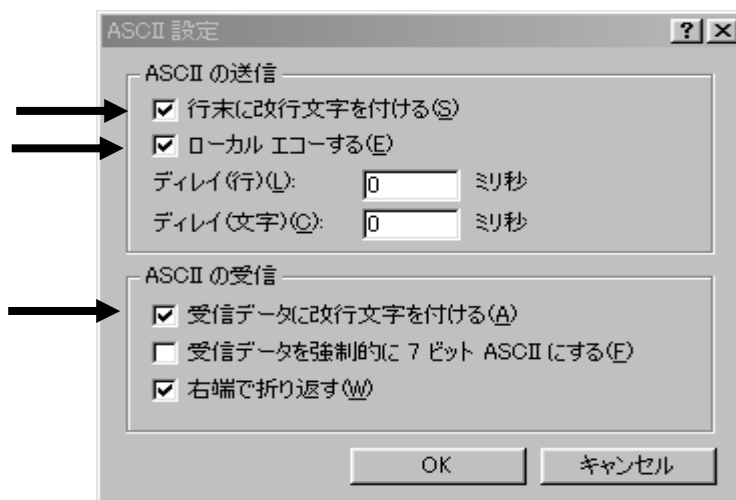 ASCII 設定
ASCII の送信
行末に改行文字を付ける(S)
ローカル エコーする(E)
ディレイ(行)(L): 0 ミリ秒
ディレイ(文字)(C): 0 ミリ秒
ASCII の受信
受信データに改行文字を付ける(A)
受信データを強制的に 7 ビット ASCII にする(F)
右端で折り返す(W)
OK キャンセル